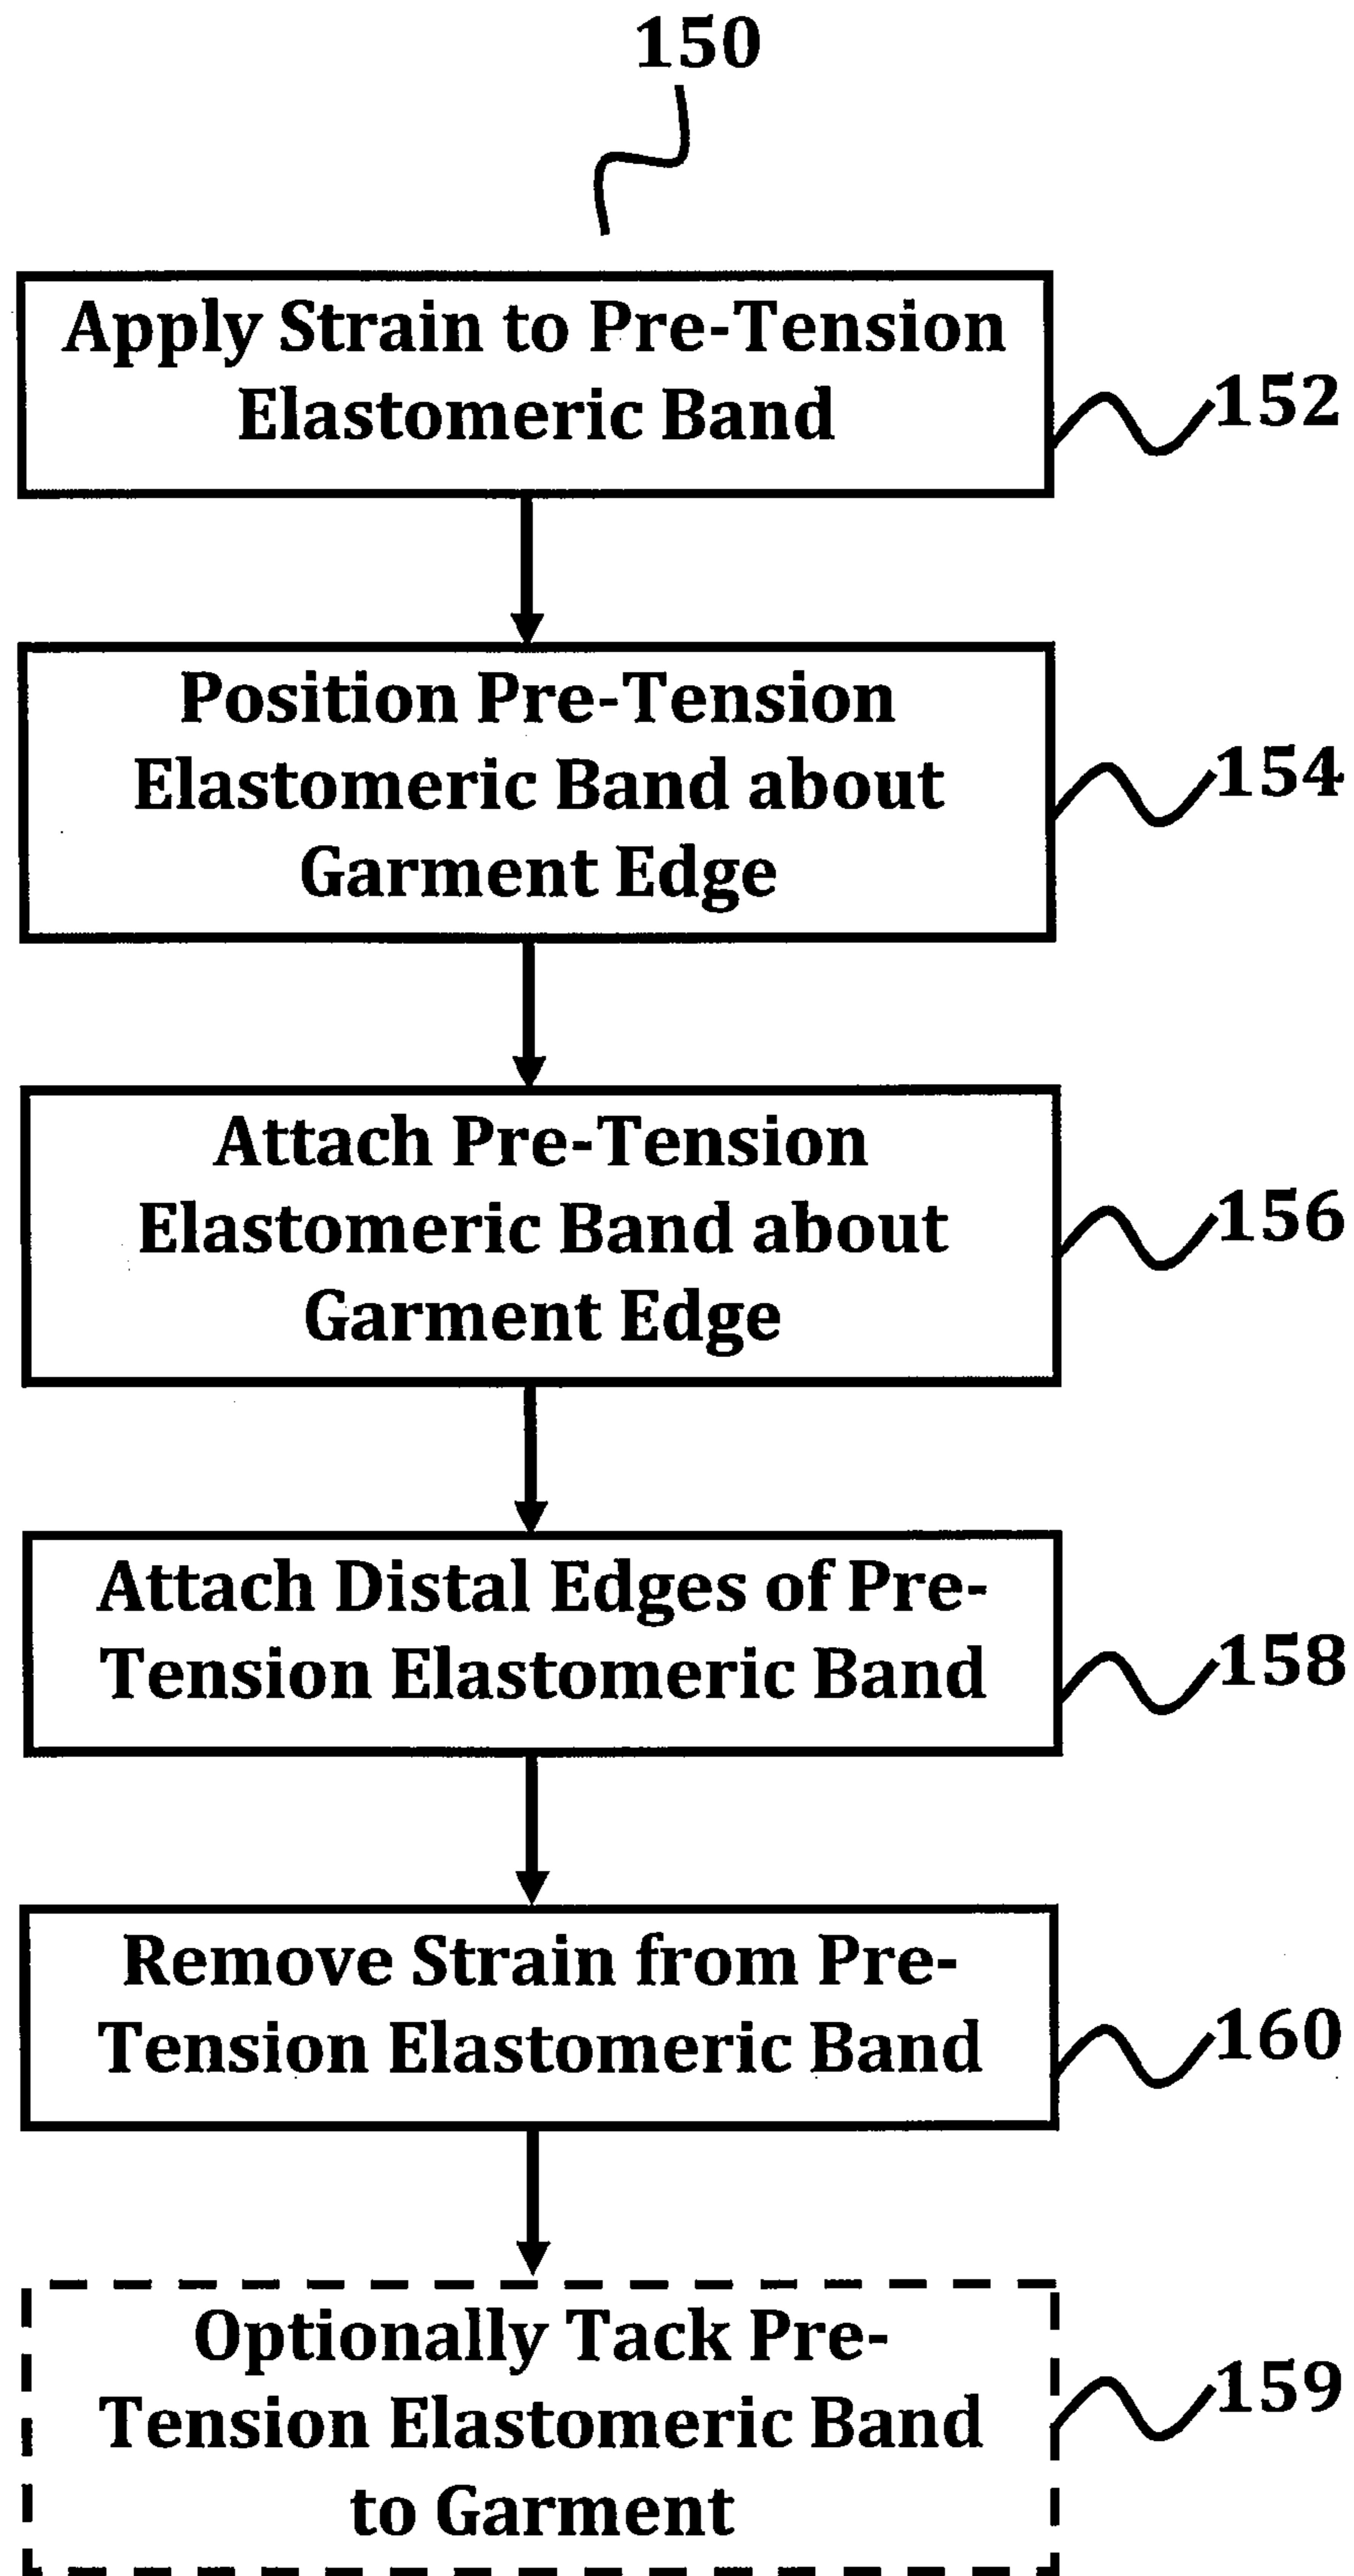 150
Apply Strain to Pre-Tension
Elastomeric Band
152
Position Pre-Tension
Elastomeric Band about
Garment Edge
154
Attach Pre-Tension
Elastomeric Band about
Garment Edge
156
Attach Distal Edges of Pre-
Tension Elastomeric Band
158
Remove Strain from Pre-
Tension Elastomeric Band
160
Optionally Tack Pre-
Tension Elastomeric Band
to Garment
159